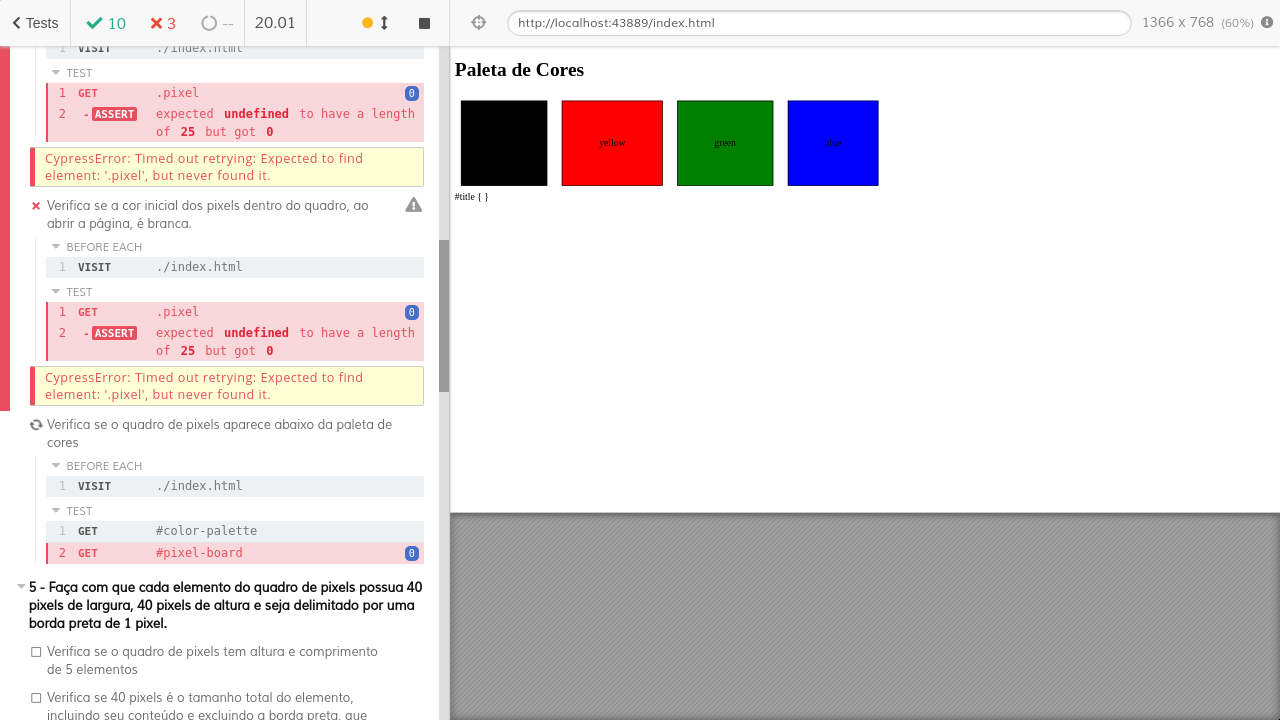 Tests
10
3
--
20.01
http://localhost:43889/index.html
1366 x 768 (60%)
1 VISIT ./index.html
TEST
1 GET .pixel 0
2 - ASSERT expected undefined to have a length
of 25 but got 0
CypressError: Timed out retrying: Expected to find
element: '.pixel', but never found it.
Verifica se a cor inicial dos pixels dentro do quadro, ao
abrir a página, é branca.
BEFORE EACH
1 VISIT ./index.html
TEST
1 GET .pixel 0
2 - ASSERT expected undefined to have a length
of 25 but got 0
CypressError: Timed out retrying: Expected to find
element: '.pixel', but never found it.
Verifica se o quadro de pixels aparece abaixo da paleta de
cores
BEFORE EACH
1 VISIT ./index.html
TEST
1 GET #color-palette
2 GET #pixel-board 0
5 - Faça com que cada elemento do quadro de pixels possua 40
pixels de largura, 40 pixels de altura e seja delimitado por uma
borda preta de 1 pixel.
Verifica se o quadro de pixels tem altura e comprimento
de 5 elementos
Verifica se 40 pixels é o tamanho total do elemento,
incluindo seu conteúdo e excluindo a borda preta, que
Paleta de Cores
yellow
green
blue
#title { }